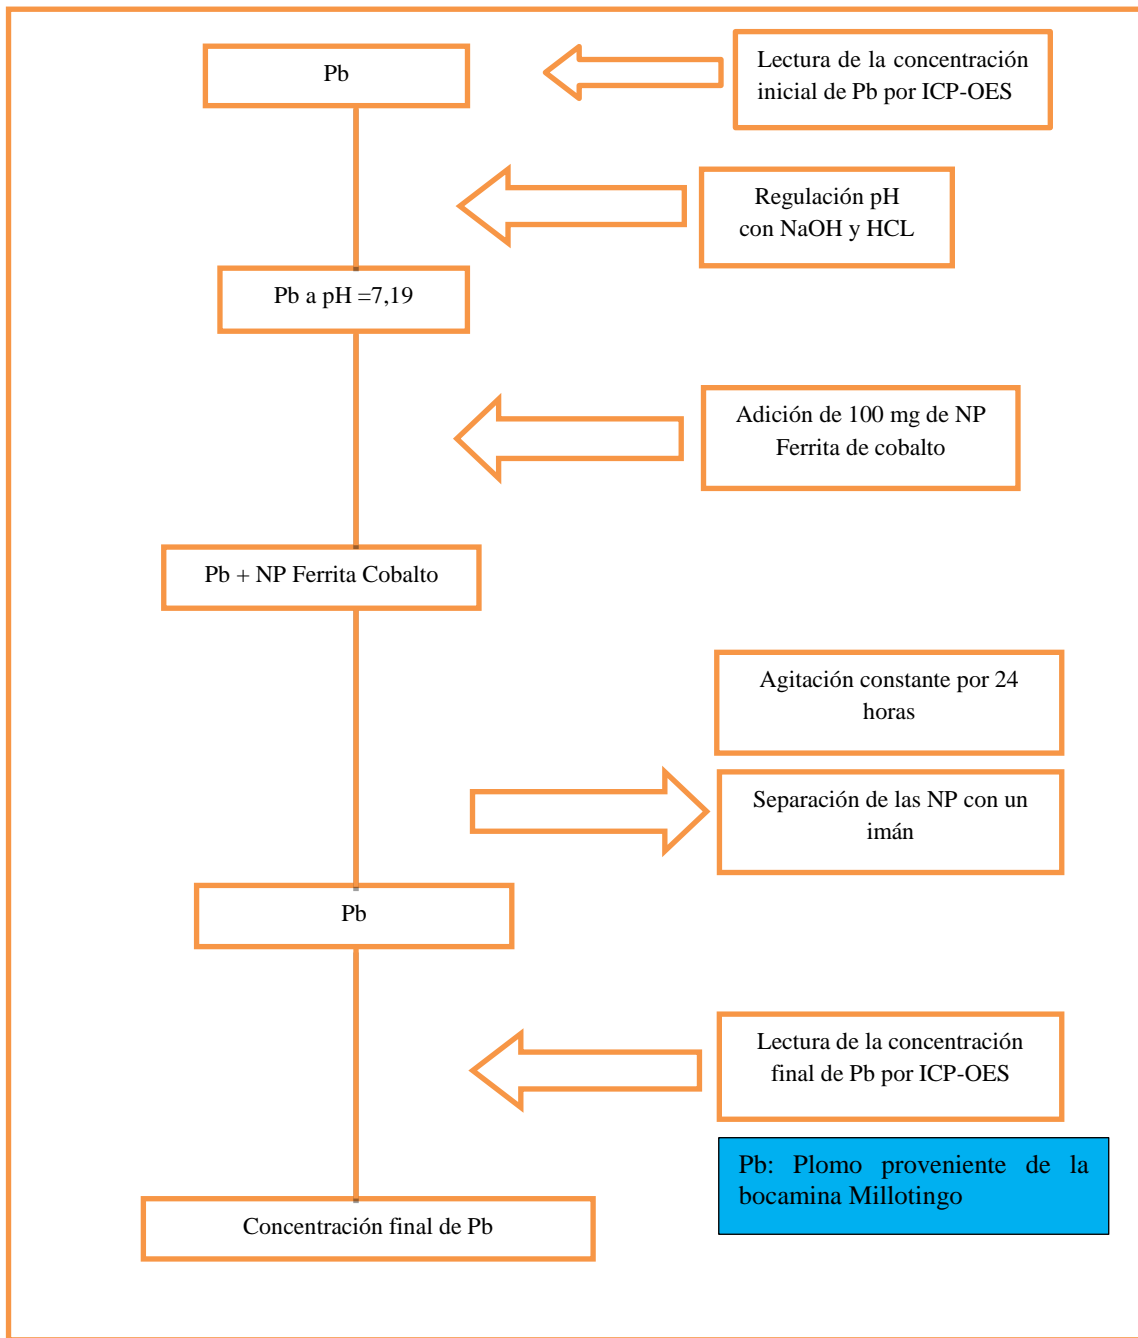 Pb
Lectura de la concentración
inicial de Pb por ICP-OES
Regulación pH
con NaOH y HCL
Pb a pH =7,19
Adición de 100 mg de NP
Ferrita de cobalto
Pb + NP Ferrita Cobalto
Agitación constante por 24
horas
Separación de las NP con un
imán
Pb
Lectura de la concentración
final de Pb por ICP-OES
Pb: Plomo proveniente de la
bocamina Millotingo
Concentración final de Pb